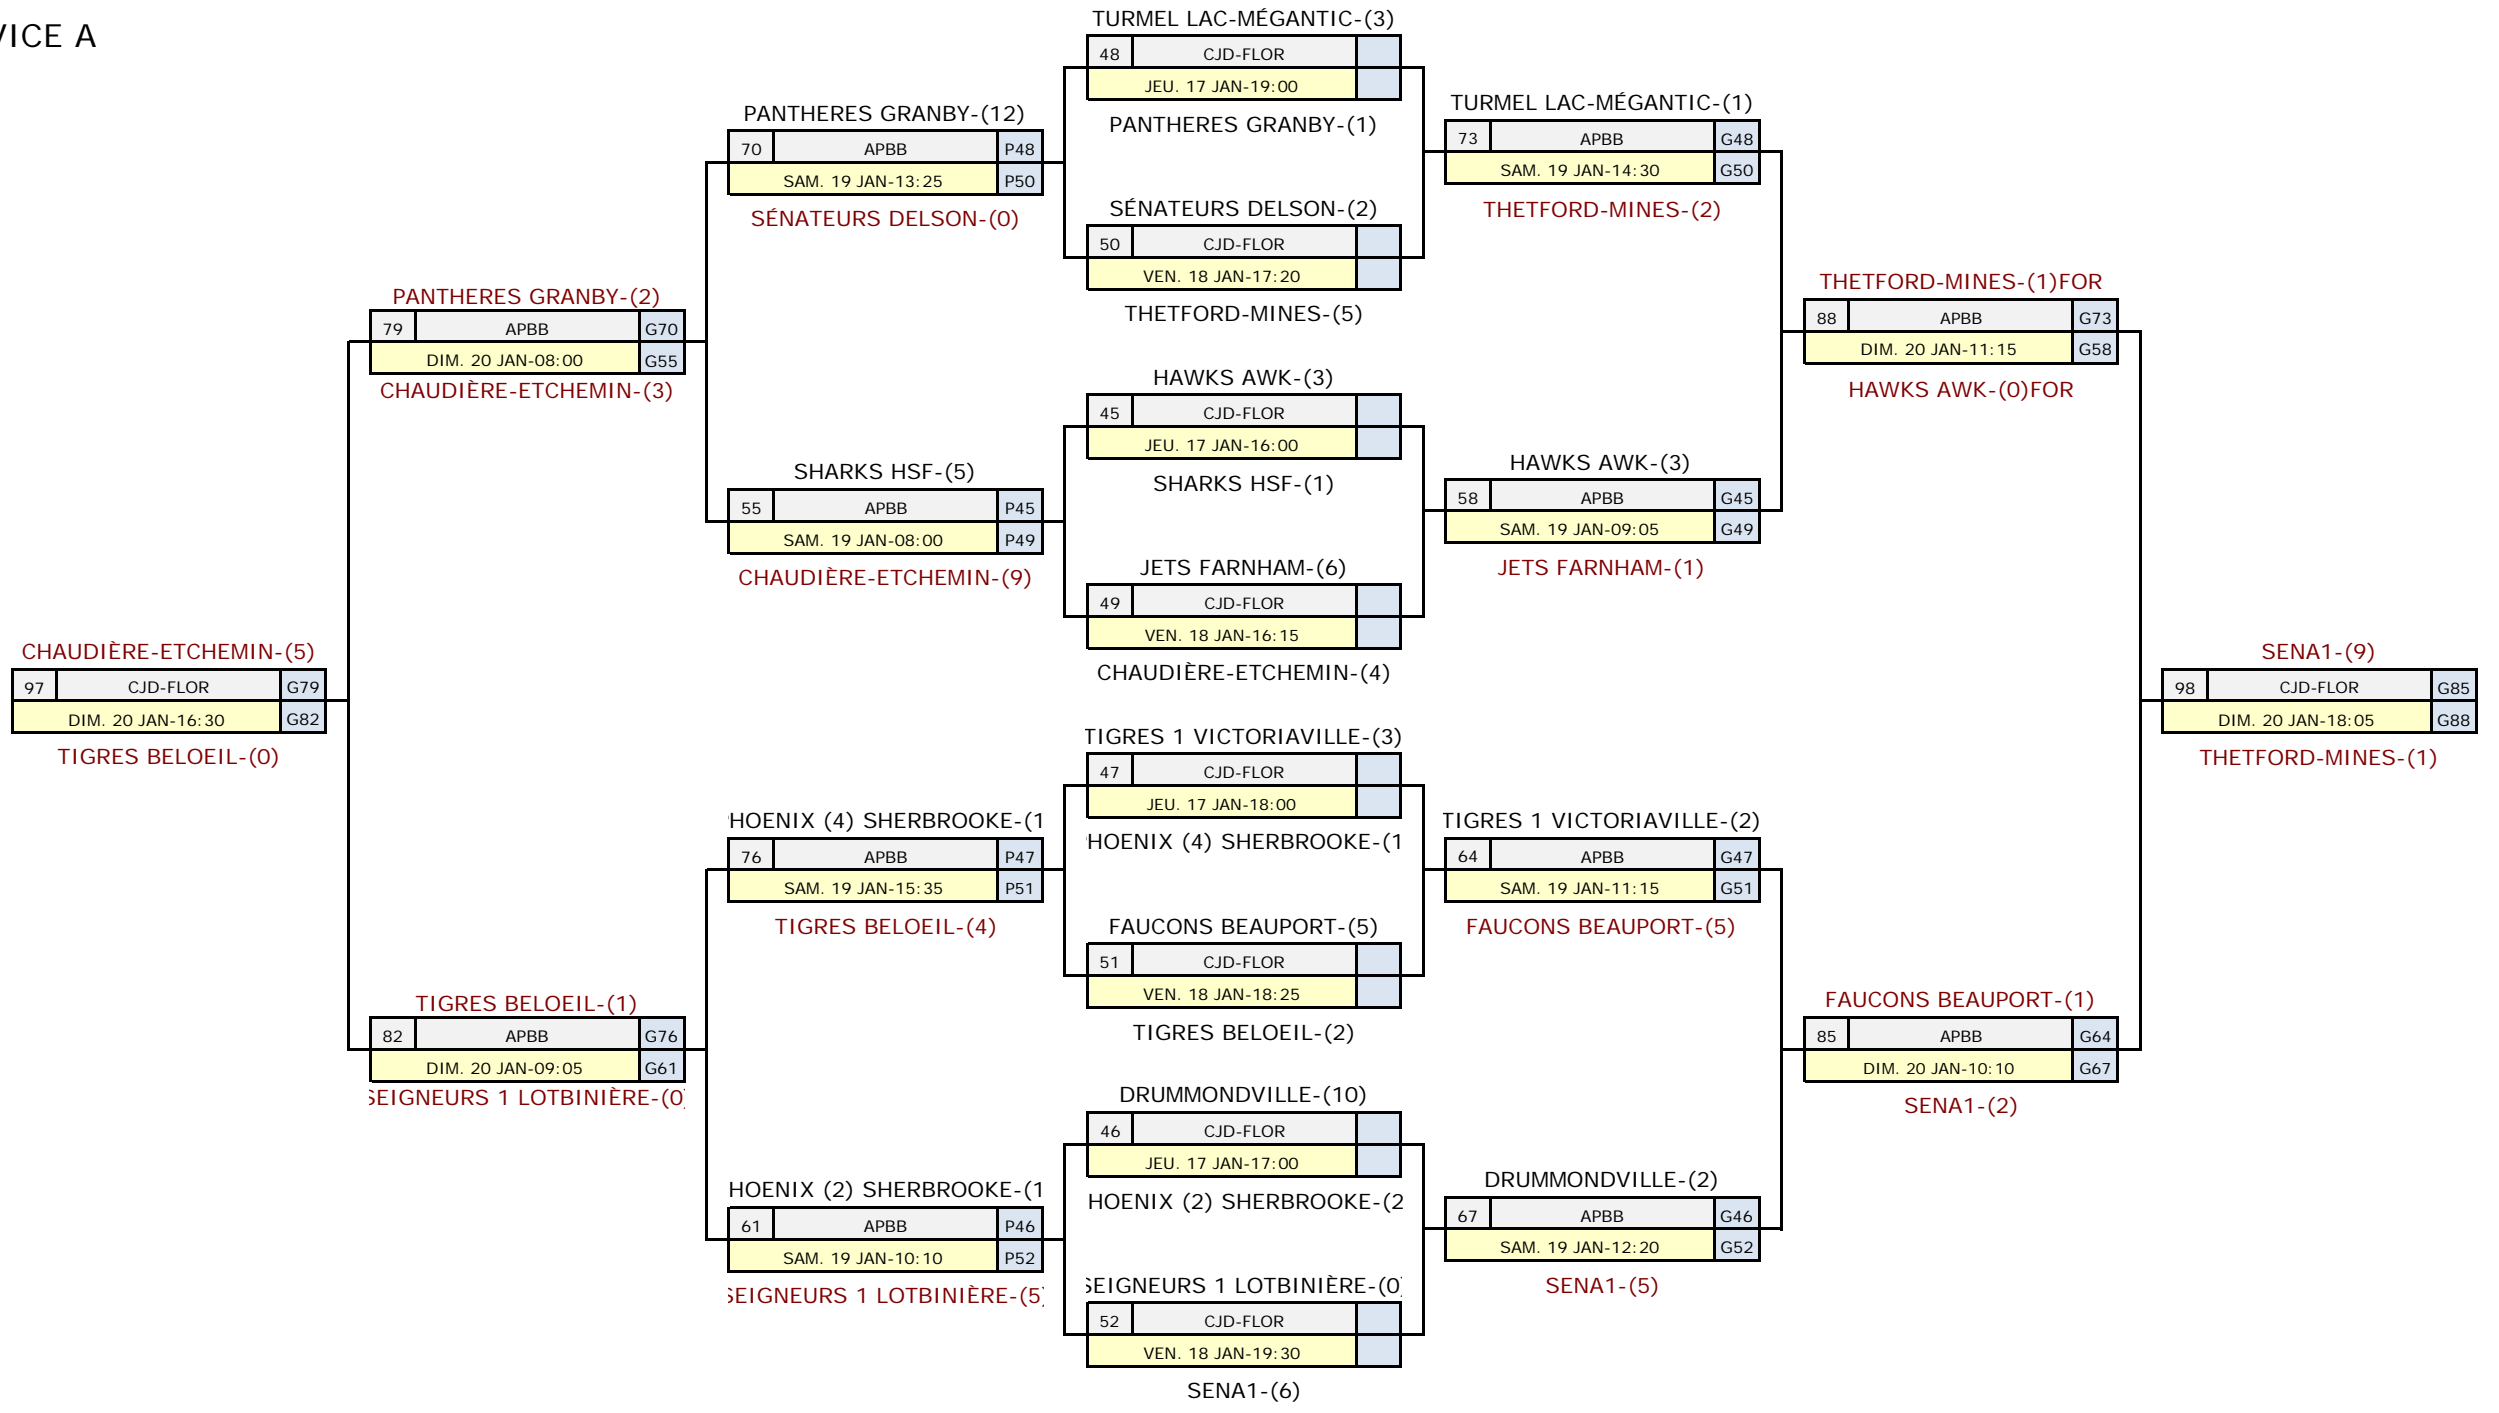 VICE A
TURMEL LAC-MÉGANTIC-(3)
48 CJD-FLOR
JEU. 17 JAN-19:00
PANTHERES GRANBY-(1)
PANTHERES GRANBY-(12)
70 APBB P48
SAM. 19 JAN-13:25 P50
SÉNATEURS DELSON-(0)
TURMEL LAC-MÉGANTIC-(1)
73 APBB G48
SAM. 19 JAN-14:30 G50
THETFORD-MINES-(2)
SÉNATEURS DELSON-(2)
50 CJD-FLOR
VEN. 18 JAN-17:20
THETFORD-MINES-(5)
PANTHERES GRANBY-(2)
79 APBB G70
DIM. 20 JAN-08:00 G55
CHAUDIÈRE-ETCHEMIN-(3)
THETFORD-MINES-(1)FOR
88 APBB G73
DIM. 20 JAN-11:15 G58
HAWKS AWK-(0)FOR
HAWKS AWK-(3)
45 CJD-FLOR
JEU. 17 JAN-16:00
SHARKS HSF-(1)
SHARKS HSF-(5)
55 APBB P45
SAM. 19 JAN-08:00 P49
CHAUDIÈRE-ETCHEMIN-(9)
HAWKS AWK-(3)
58 APBB G45
SAM. 19 JAN-09:05 G49
JETS FARNHAM-(1)
JETS FARNHAM-(6)
49 CJD-FLOR
VEN. 18 JAN-16:15
CHAUDIÈRE-ETCHEMIN-(4)
CHAUDIÈRE-ETCHEMIN-(5)
97 CJD-FLOR G79
DIM. 20 JAN-16:30 G82
TIGRES BELOEIL-(0)
SENA1-(9)
98 CJD-FLOR G85
DIM. 20 JAN-18:05 G88
THETFORD-MINES-(1)
TIGRES 1 VICTORIAVILLE-(3)
47 CJD-FLOR
JEU. 17 JAN-18:00
HOENIX (4) SHERBROOKE-(1
HOENIX (4) SHERBROOKE-(1
76 APBB P47
SAM. 19 JAN-15:35 P51
TIGRES BELOEIL-(4)
TIGRES 1 VICTORIAVILLE-(2)
64 APBB G47
SAM. 19 JAN-11:15 G51
FAUCONS BEAUPORT-(5)
FAUCONS BEAUPORT-(5)
51 CJD-FLOR
VEN. 18 JAN-18:25
TIGRES BELOEIL-(2)
TIGRES BELOEIL-(1)
82 APBB G76
DIM. 20 JAN-09:05 G61
SEIGNEURS 1 LOTBINIÈRE-(0)
FAUCONS BEAUPORT-(1)
85 APBB G64
DIM. 20 JAN-10:10 G67
SENA1-(2)
DRUMMONDVILLE-(10)
46 CJD-FLOR
JEU. 17 JAN-17:00
HOENIX (2) SHERBROOKE-(2
HOENIX (2) SHERBROOKE-(1
61 APBB P46
SAM. 19 JAN-10:10 P52
SEIGNEURS 1 LOTBINIÈRE-(5)
DRUMMONDVILLE-(2)
67 APBB G46
SAM. 19 JAN-12:20 G52
SENA1-(5)
SEIGNEURS 1 LOTBINIÈRE-(0)
52 CJD-FLOR
VEN. 18 JAN-19:30
SENA1-(6)